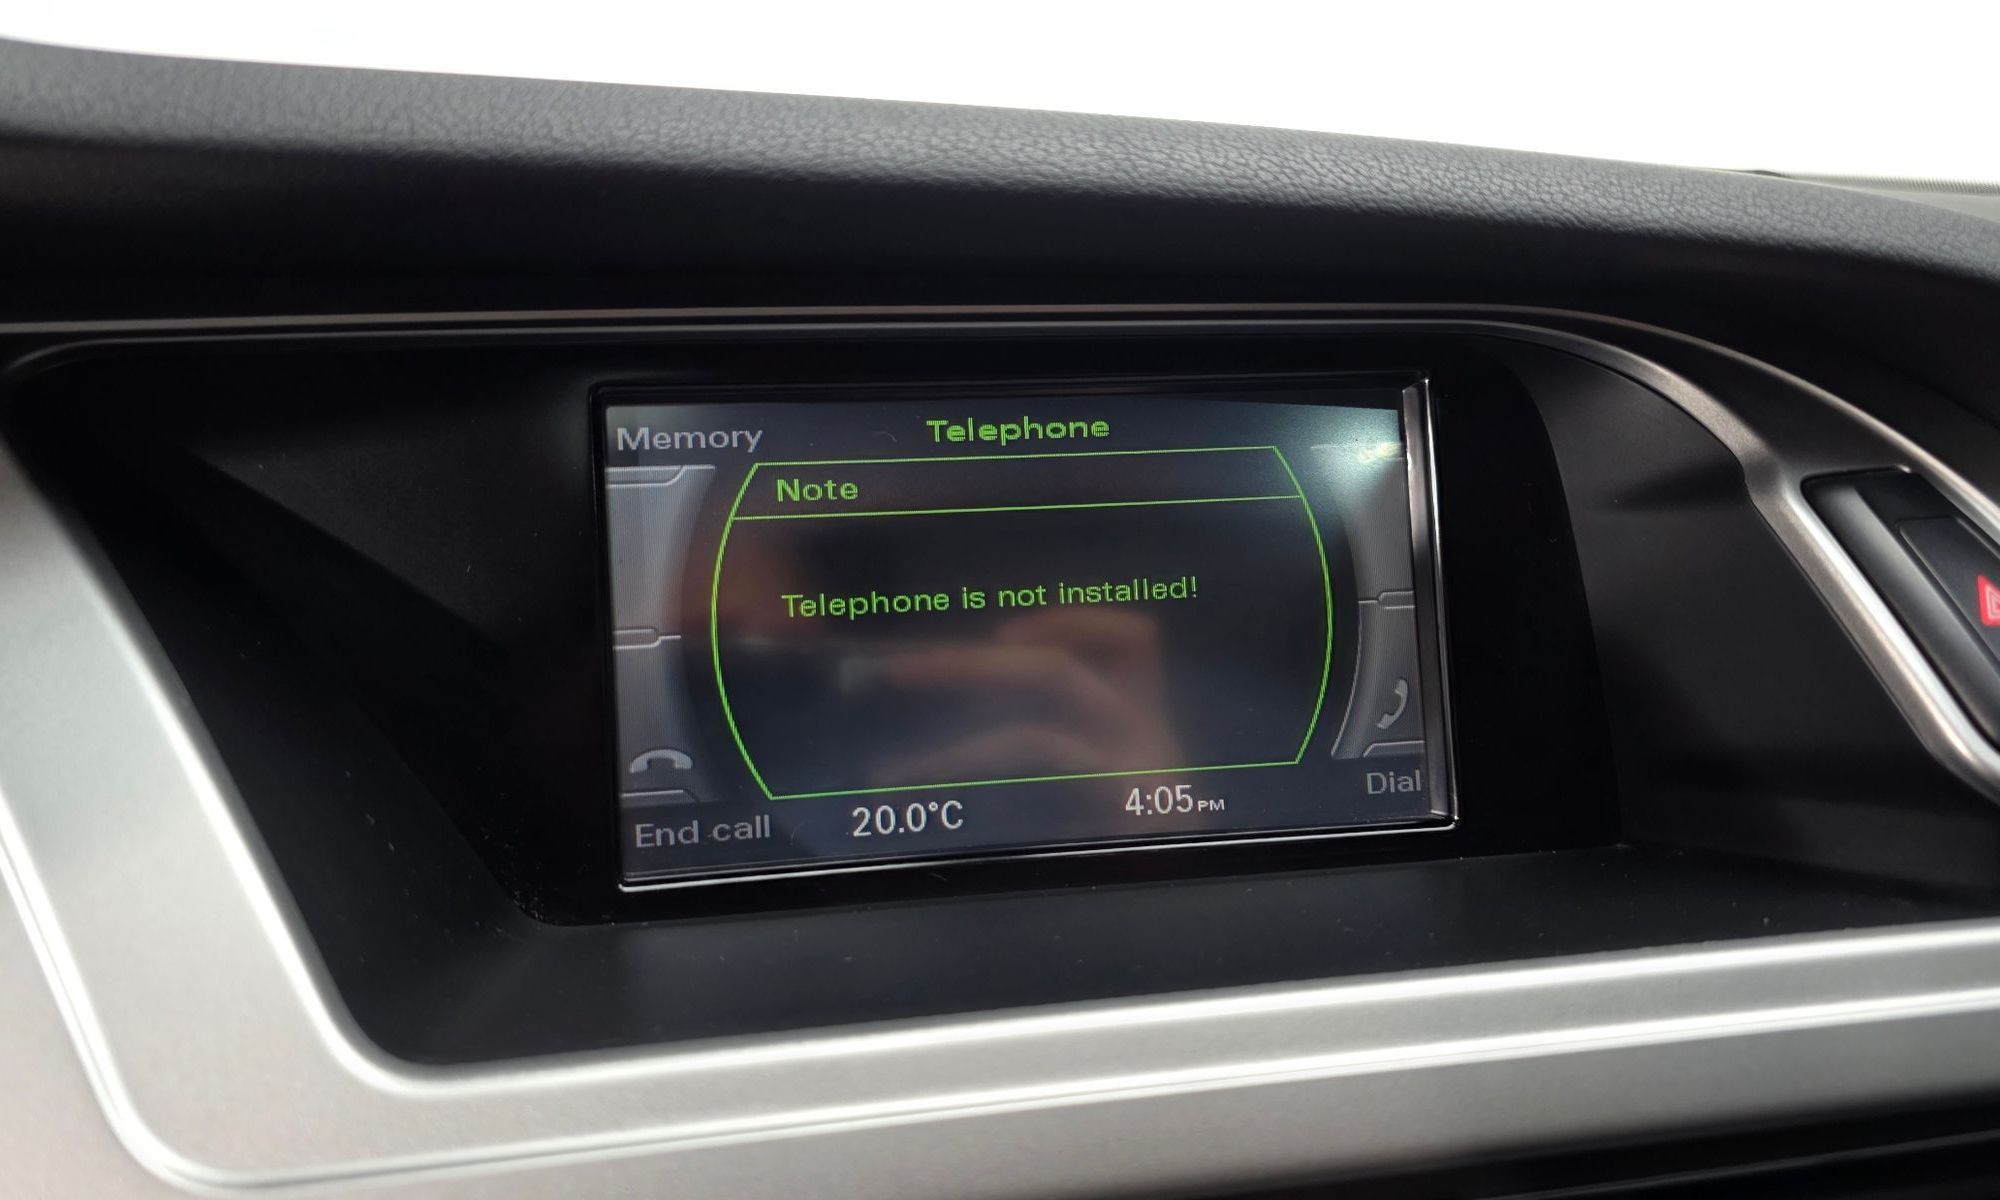 Memory
Telephone
Note
Telephone is not installed!
End call
20.0°C
4:05PM
Dial